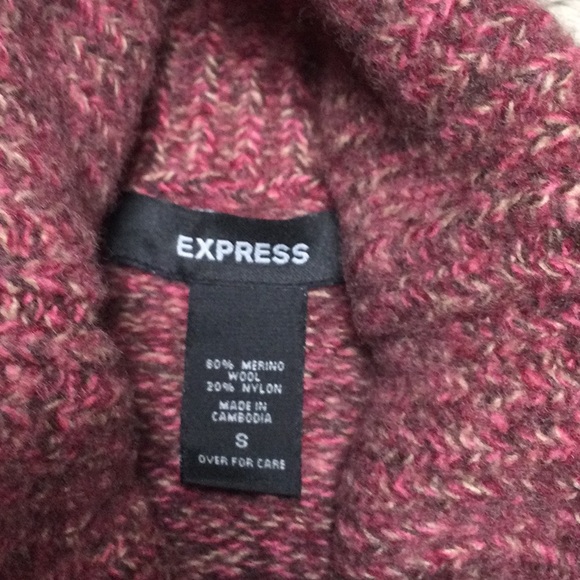 EXPRESS
80% MERINO
WOOL
20% NYLON
MADE IN
CAMBODIA
S
OVER FOR CARE